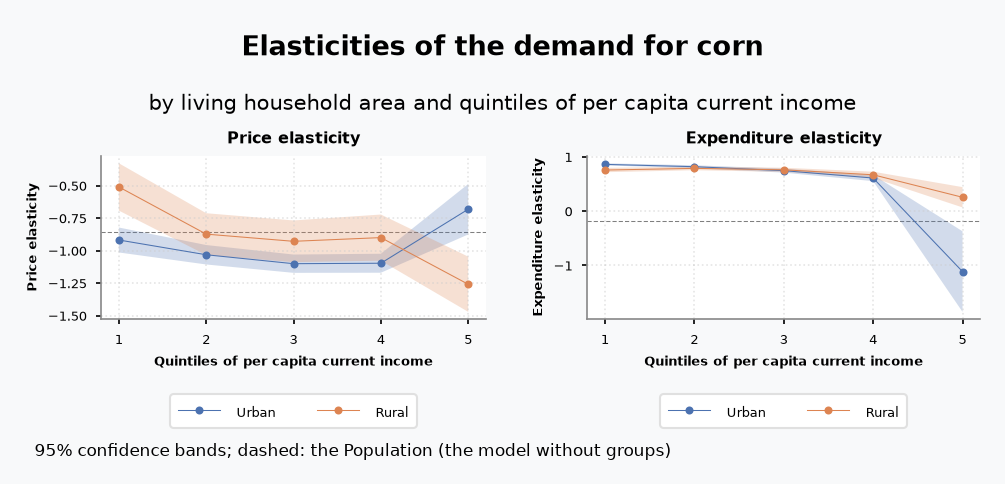 Elasticities of the demand for corn
by living household area and quintiles of per capita current income
Price elasticity
Price elasticity
−0.50
−0.75
−1.00
−1.25
−1.50
1 2 3 4 5
Quintiles of per capita current income
Urban Rural
Expenditure elasticity
Expenditure elasticity
1
0
−1
1 2 3 4 5
Quintiles of per capita current income
Urban Rural
95% confidence bands; dashed: the Population (the model without groups)